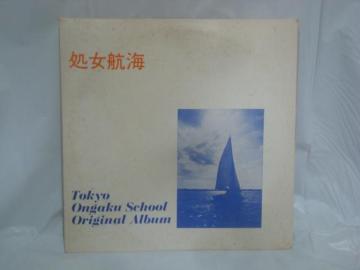 処女航海
Tokyo
Ongaku School
Original Album